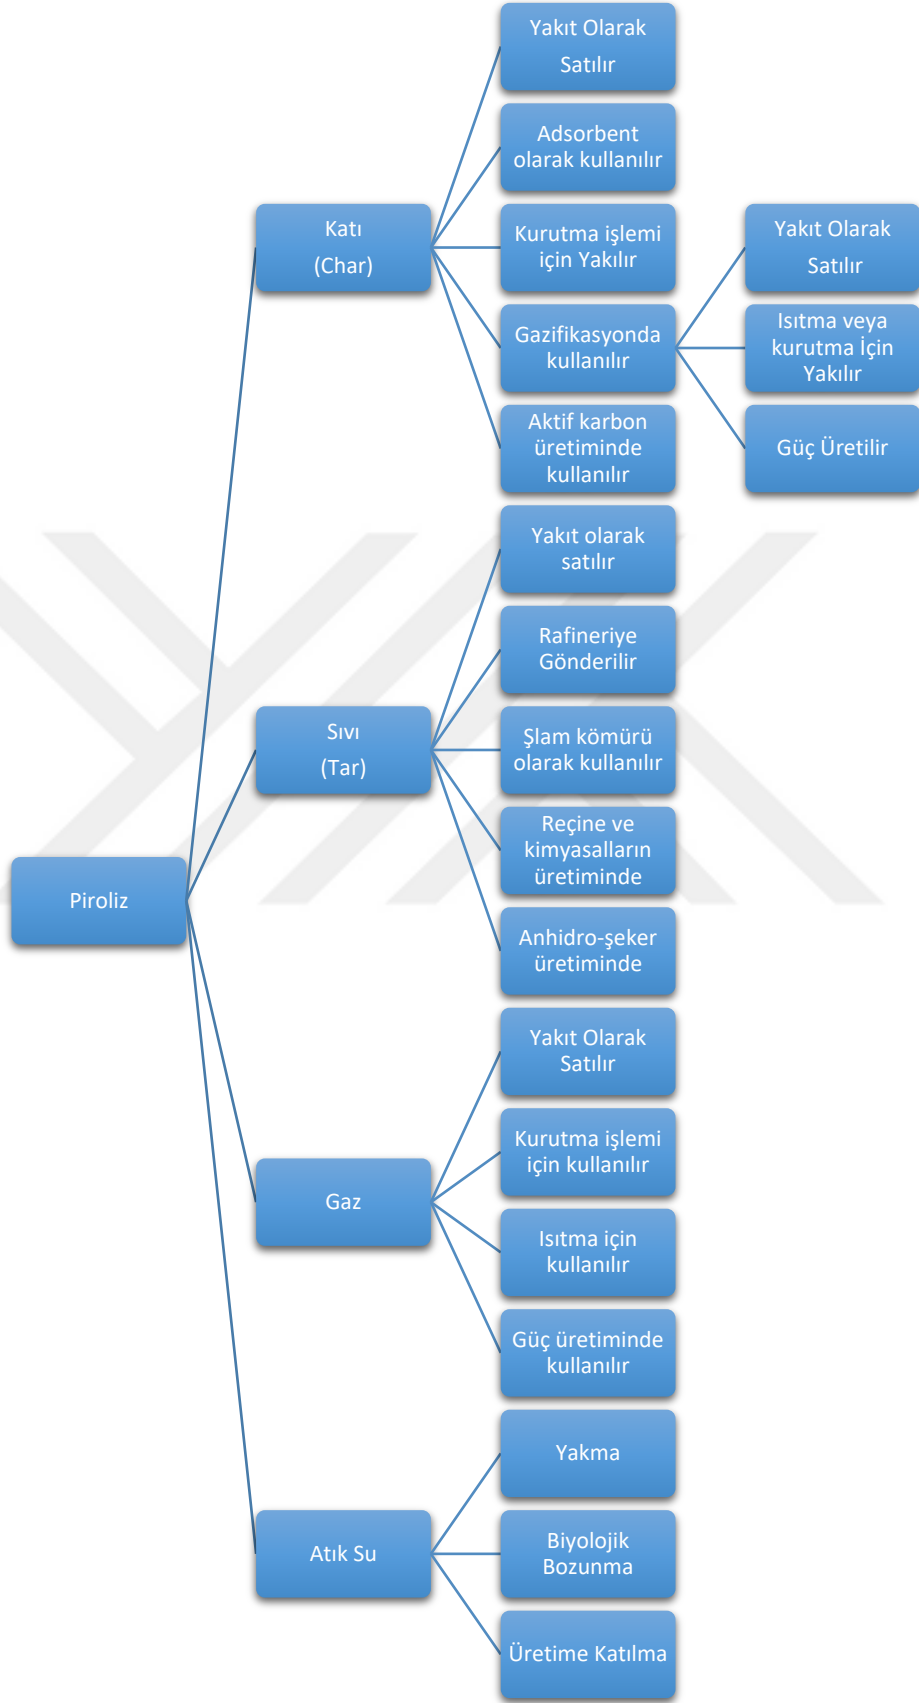 Yakıt Olarak
Satılır
Adsorbent
olarak kullanılır
Katı
(Char)
Kurutma işlemi
için Yakılır
Yakıt Olarak
Satılır
Gazifikasyonda
kullanılır
Isıtma veya
kurutma İçin
Yakılır
Aktif karbon
üretiminde
kullanılır
Güç Üretilir
Yakıt olarak
satılır
Rafineriye
Gönderilir
Sıvı
(Tar)
Şlam kömürü
olarak kullanılır
Reçine ve
kimyasalların
üretiminde
Piroliz
Anhidro-şeker
üretiminde
Yakıt Olarak
Satılır
Kurutma işlemi
için kullanılır
Gaz
Isıtma için
kullanılır
Güç üretiminde
kullanılır
Yakma
Atık Su
Biyolojik
Bozunma
Üretime Katılma